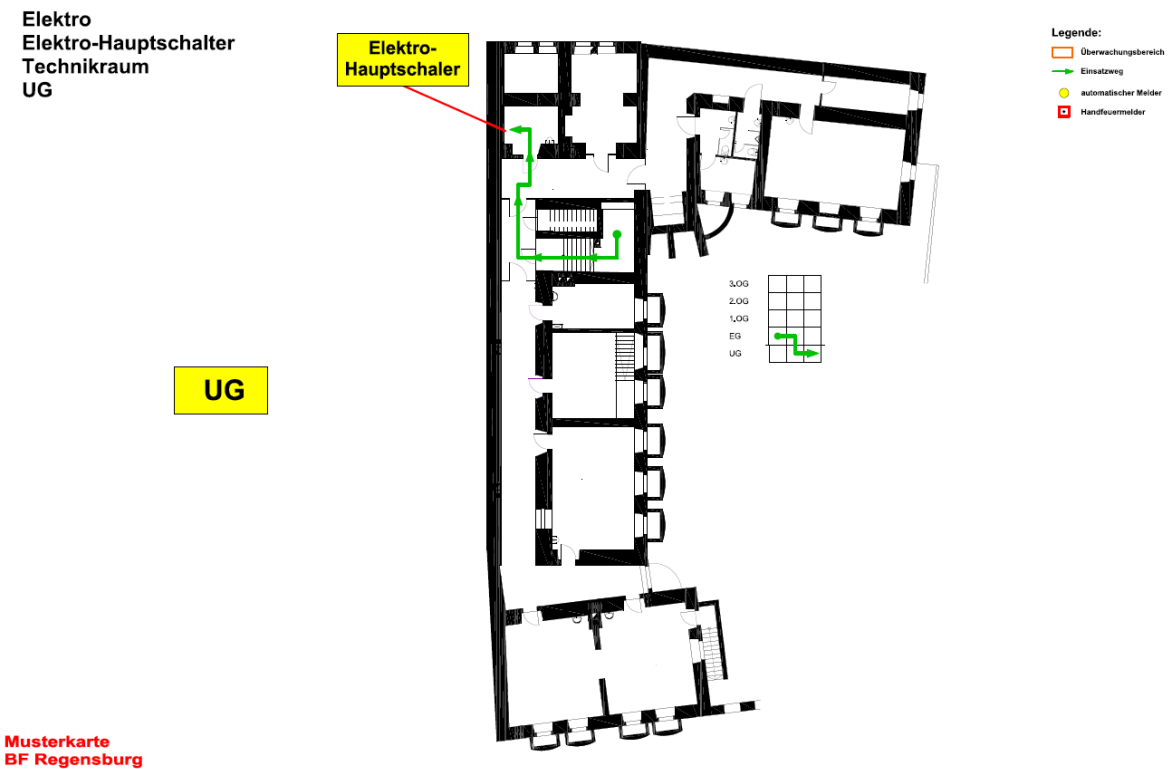 Elektro
Elektro-Hauptschalter
Technikraum
UG
Elektro-
Hauptschaler
Legende:
Überwachungsbereich
Einsatzweg
automatischer Melder
Handfeuermelder
3.OG
2.OG
1.OG
EG
UG
UG
Musterkarte
BF Regensburg